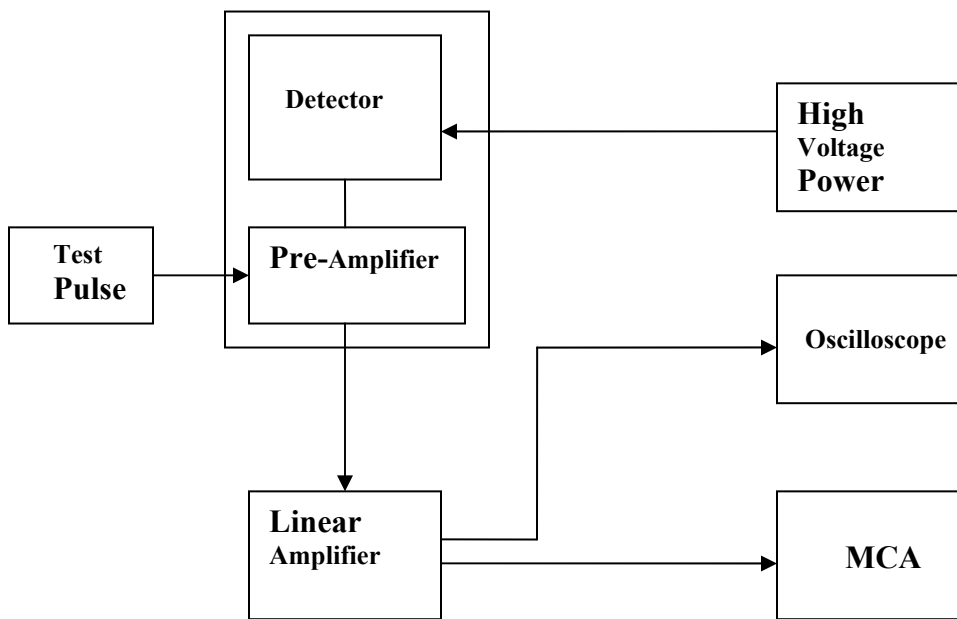 Detector
High
Voltage
Power
Test
Pulse
Pre-Amplifier
Oscilloscope
Linear
Amplifier
MCA